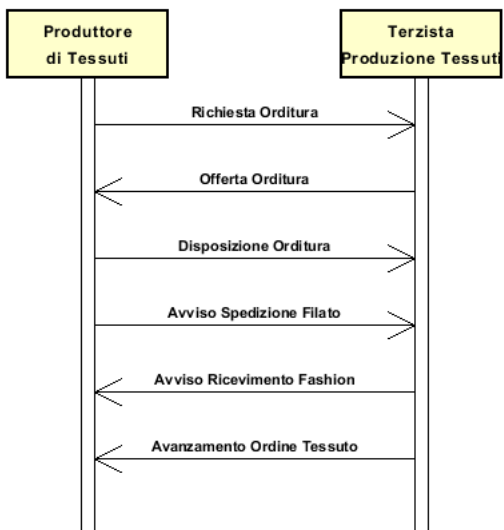 Produttore
di Tessuti
Terzista
Produzione Tessuti
Richiesta Orditura
Offerta Orditura
Disposizione Orditura
Avviso Spedizione Filato
Avviso Ricevimento Fashion
Avanzamento Ordine Tessuto